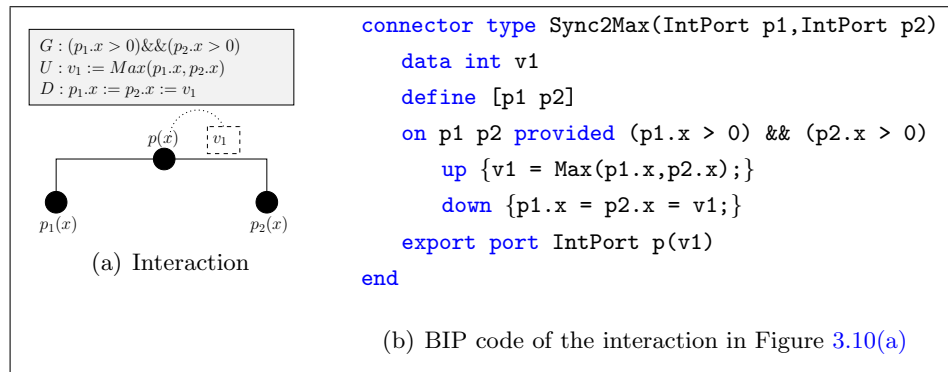 G : (p₁.x > 0)&&(p₂.x > 0)
U : v₁ := Max(p₁.x, p₂.x)
D : p₁.x := p₂.x := v₁
p(x)
v₁
p₁(x)
p₂(x)
(a) Interaction
connector type Sync2Max(IntPort p1,IntPort p2)
data int v1
define [p1 p2]
on p1 p2 provided (p1.x > 0) && (p2.x > 0)
up {v1 = Max(p1.x,p2.x);}
down {p1.x = p2.x = v1;}
export port IntPort p(v1)
end
(b) BIP code of the interaction in Figure 3.10(a)